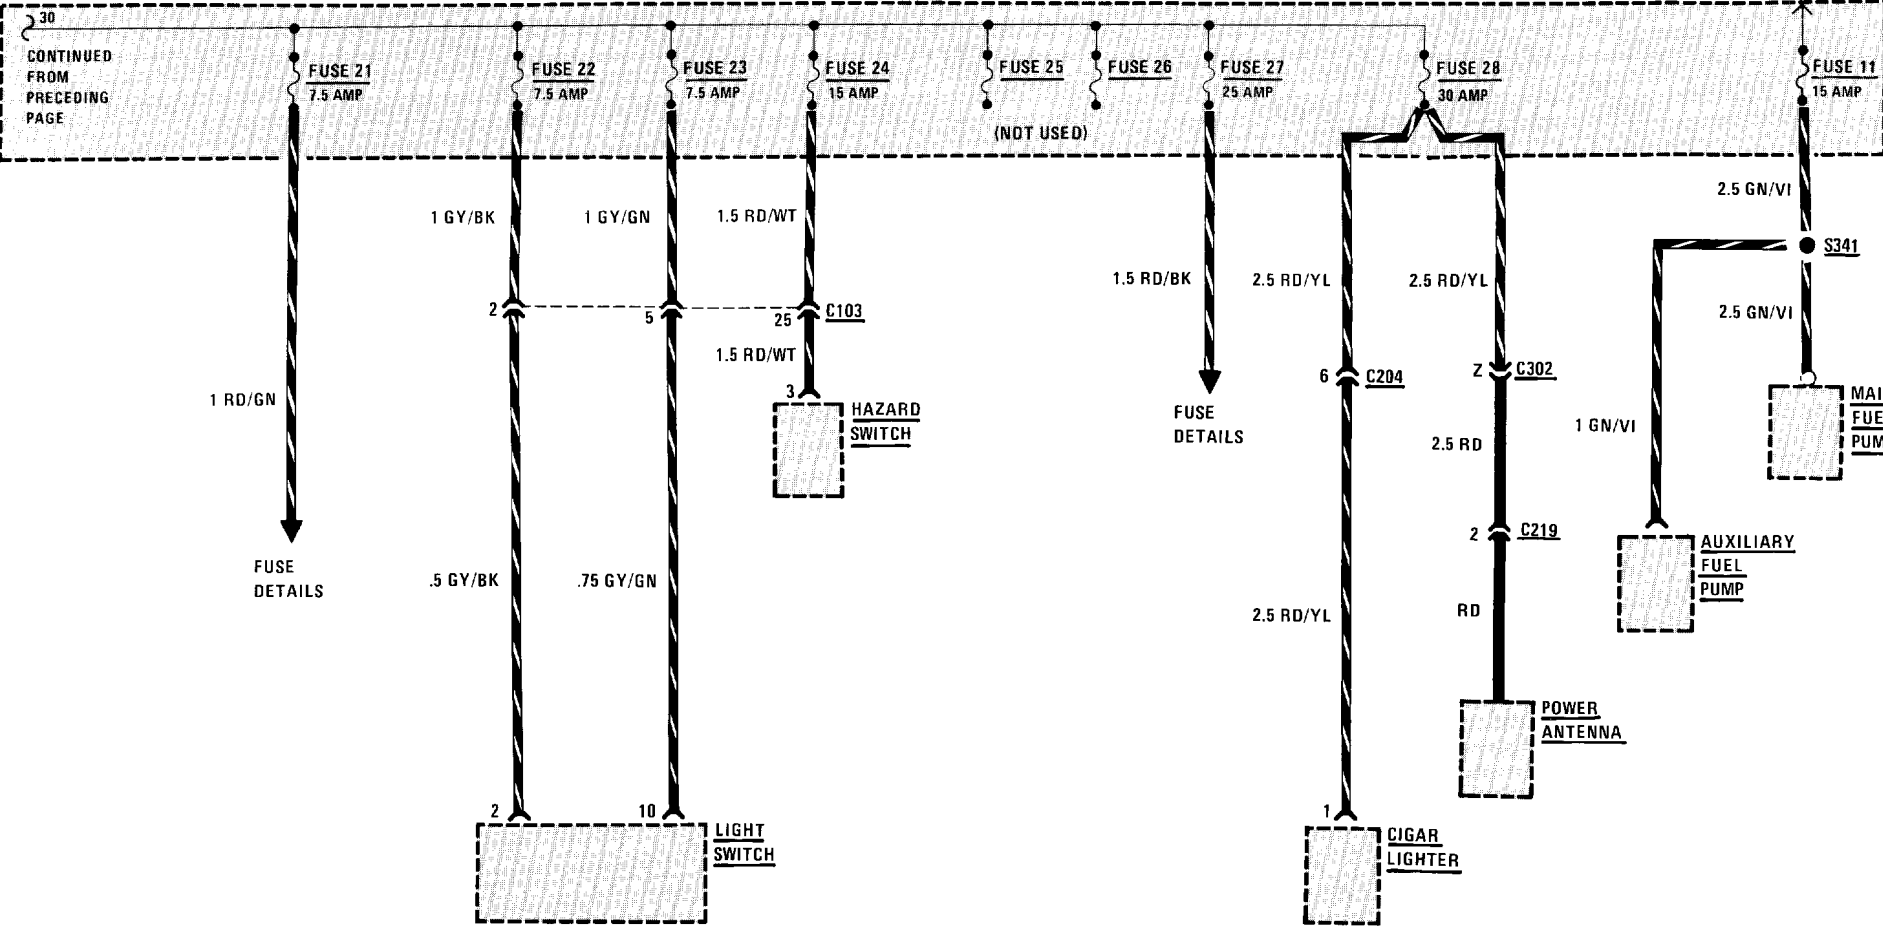 30
CONTINUED
FROM
PRECEDING
PAGE
FUSE 21
7.5 AMP
FUSE 22
7.5 AMP
FUSE 23
7.5 AMP
FUSE 24
15 AMP
FUSE 25
FUSE 26
(NOT USED)
FUSE 27
25 AMP
FUSE 28
30 AMP
FUSE 11
15 AMP
1 GY/BK
1 GY/GN
1.5 RD/WT
2.5 GN/VI
S341
1.5 RD/BK
2.5 RD/YL
2.5 RD/YL
2.5 GN/VI
2
5
25
C103
1.5 RD/WT
6
C204
Z
C302
1 RD/GN
3
HAZARD
SWITCH
FUSE
DETAILS
2.5 RD
1 GN/VI
MAI
FUE
PUM
2
C219
AUXILIARY
FUEL
PUMP
FUSE
DETAILS
.5 GY/BK
.75 GY/GN
2.5 RD/YL
RD
POWER
ANTENNA
2
10
LIGHT
SWITCH
1
CIGAR
LIGHTER